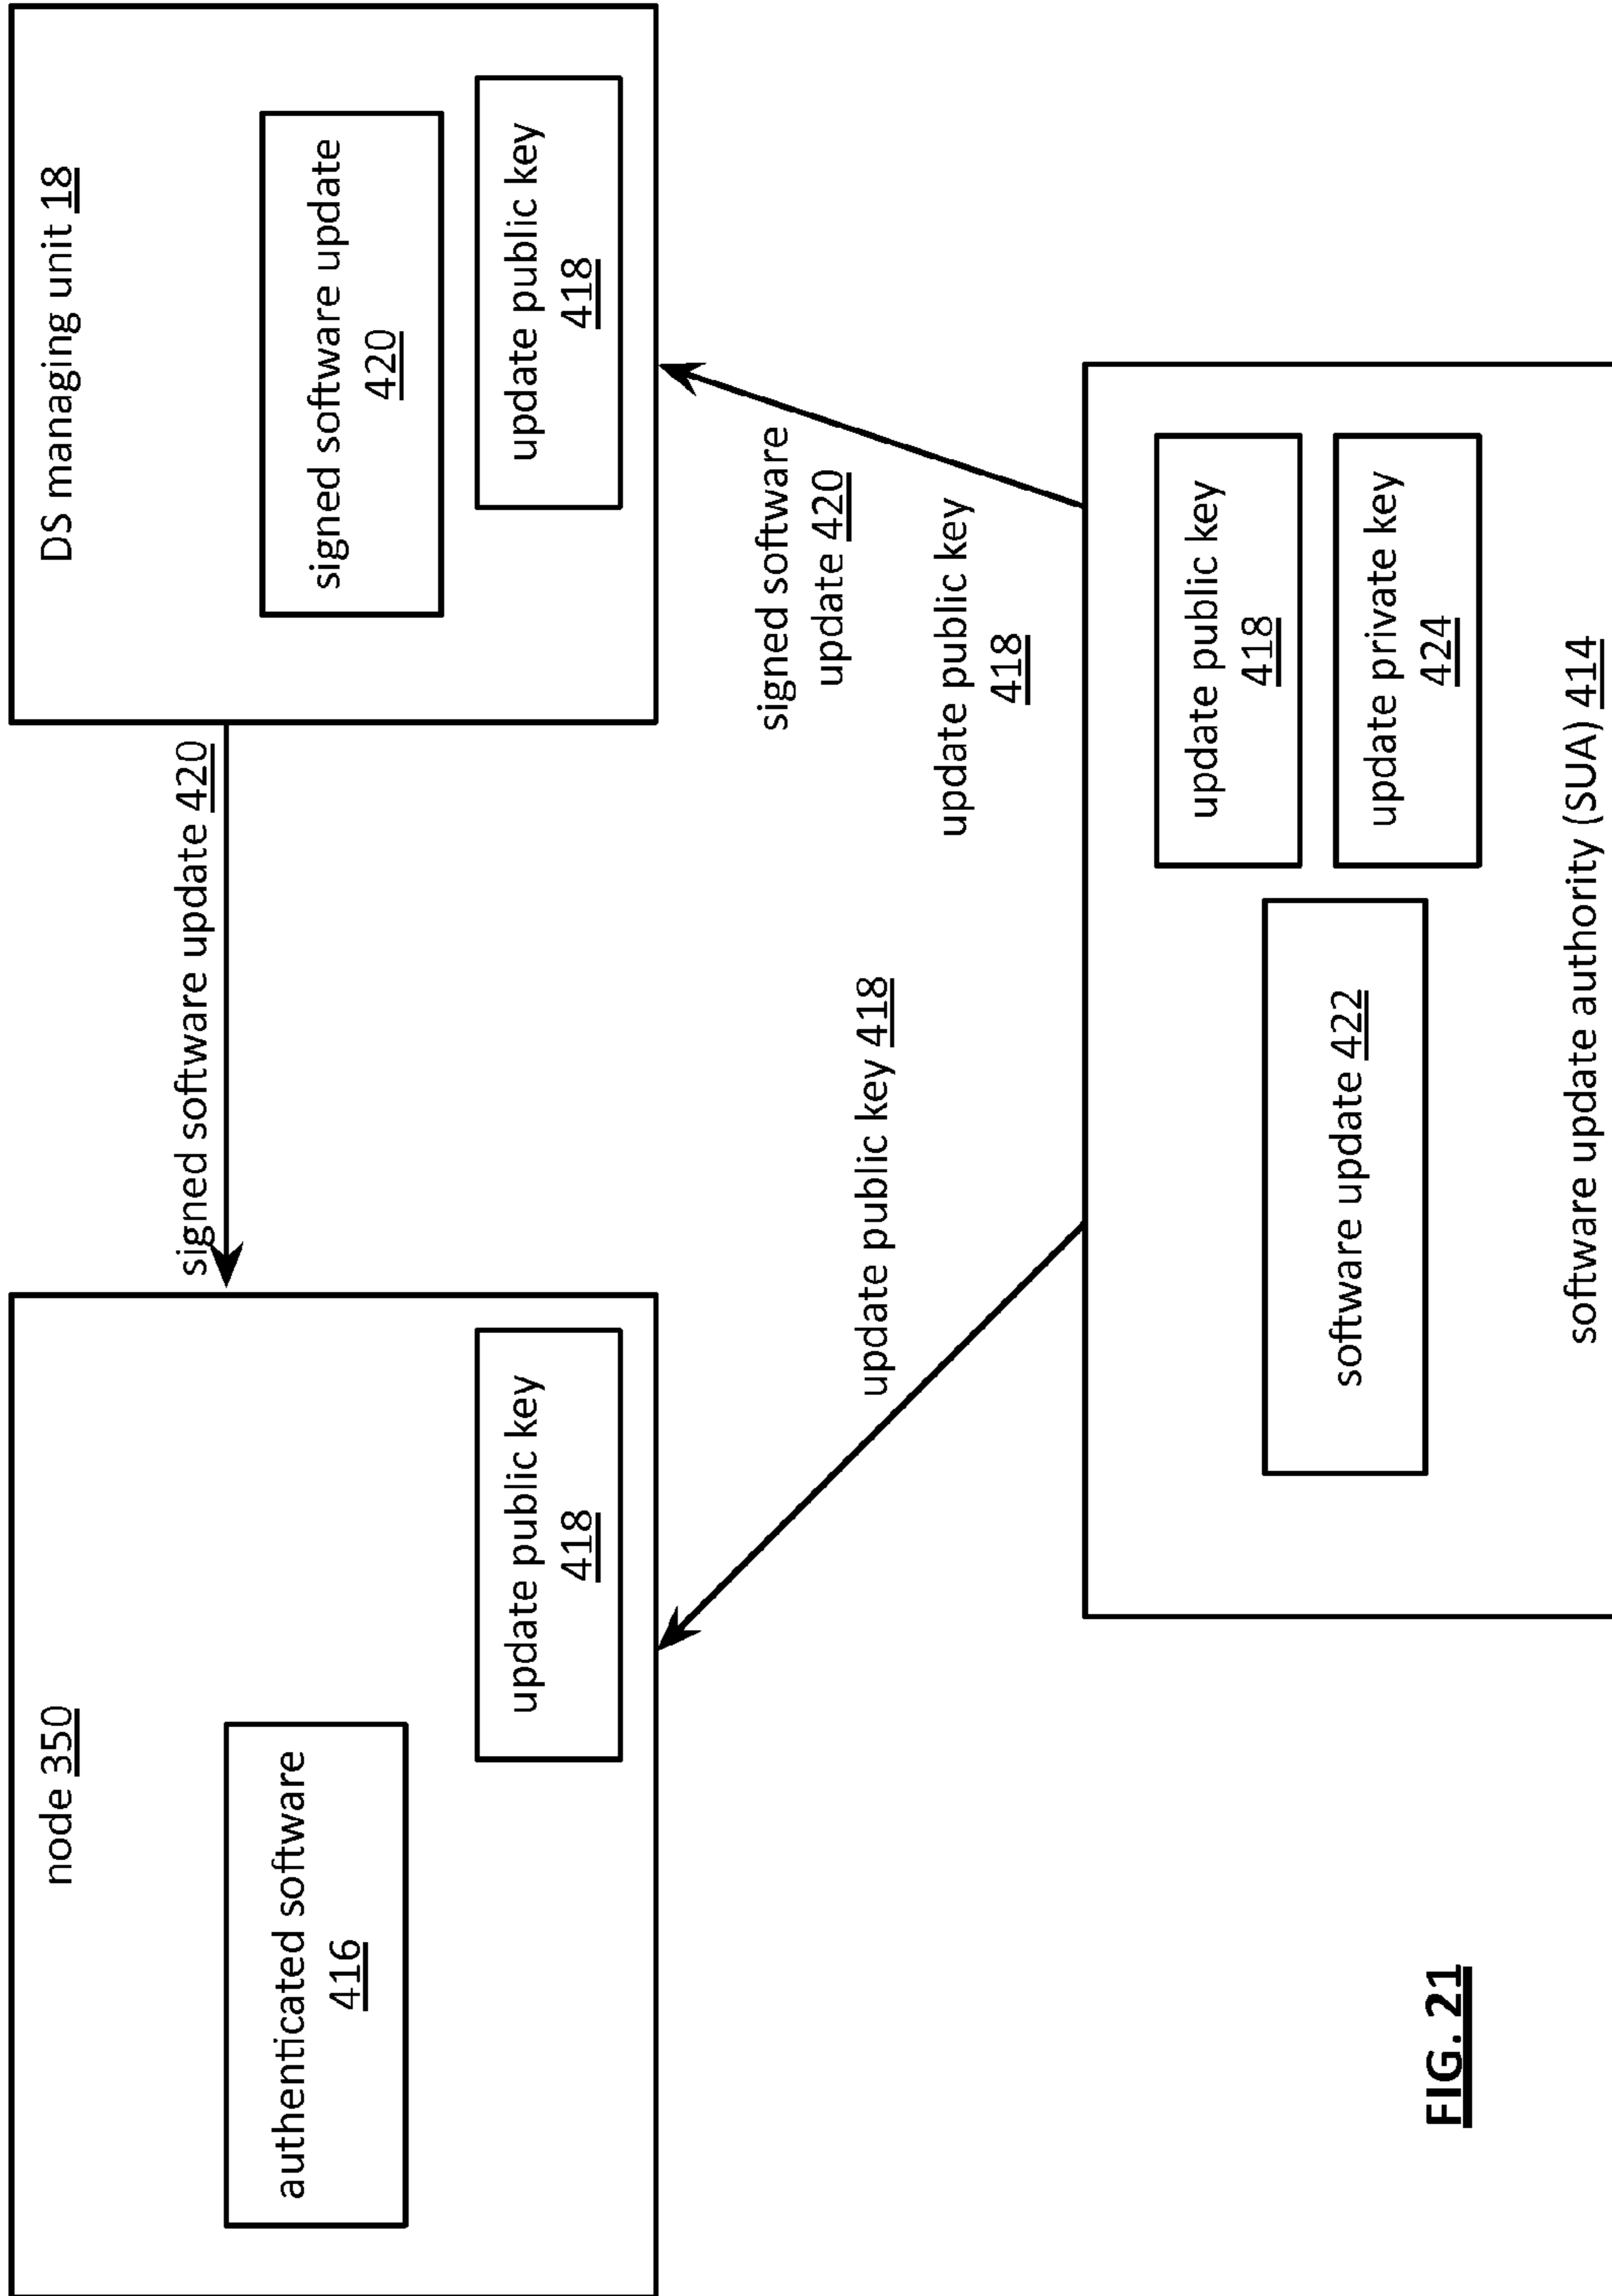 node 350
authenticated software
416
update public key
418
signed software update 420
DS managing unit 18
signed software update
420
update public key
418
update public key 418
signed software
update 420
update public key
418
software update 422
update public key
418
update private key
424
software update authority (SUA) 414
FIG. 21